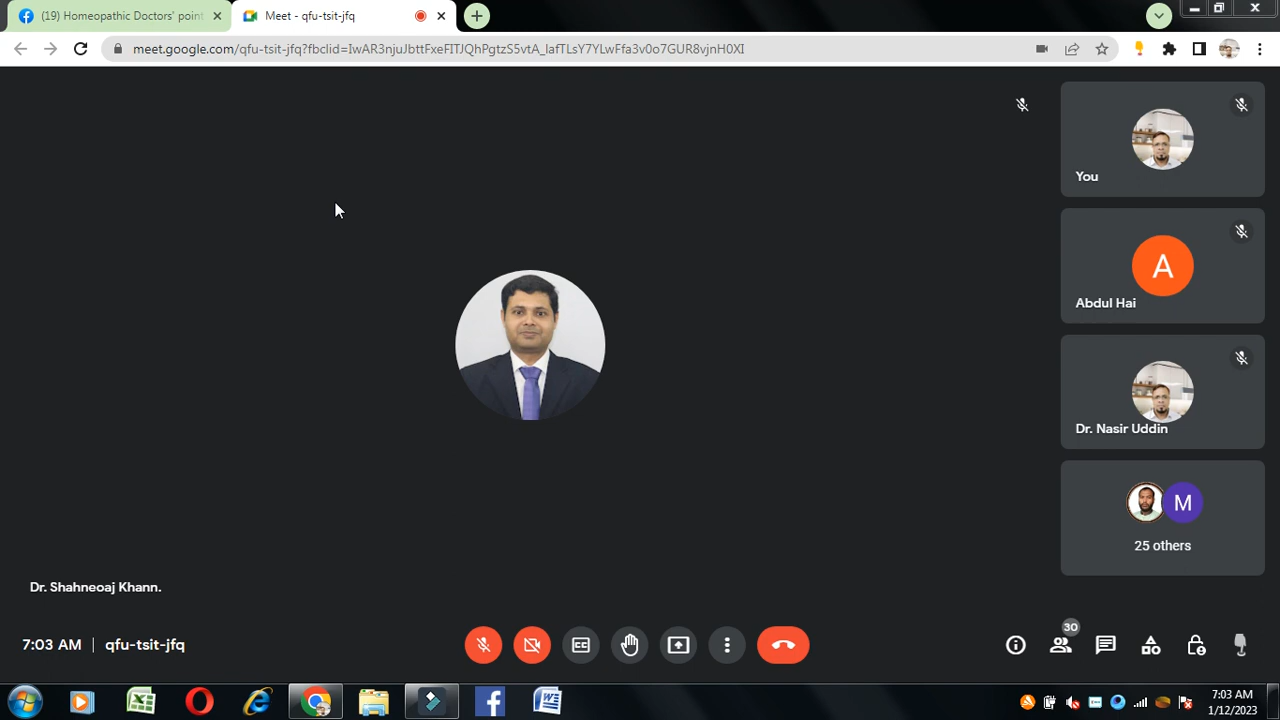 (19) Homeopathic Doctors' point
Meet - qfu-tsit-jfq
meet.google.com/qfu-tsit-jfq?fbclid=IwAR3njuJbttFxeFITJQhPgtzS5vtA_lafTLsY7YLwFfa3v0o7GUR8vjnH0XI
You
A
Abdul Hai
Dr. Nasir Uddin
M
25 others
Dr. Shahneoaj Khann.
7:03 AM | qfu-tsit-jfq
30
7:03 AM
1/12/2023